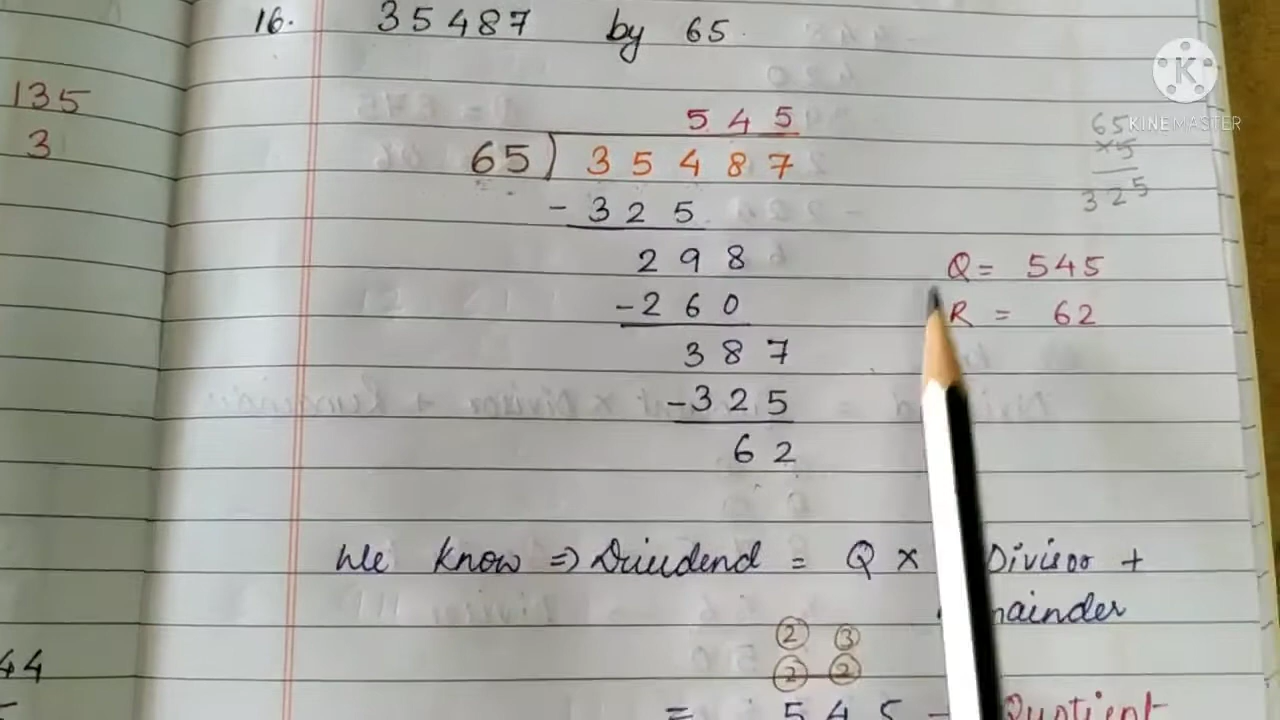 16. 35487 by 65.
135
3
545
65) 35487
- 325
298
- 260
387
- 325
62
65
×5
325
Q = 545
R = 62
We know ⇒ Dividend = Q × Divisor +
2 3
2 2
= 545 → Quotient
44
K
KINEMASTER